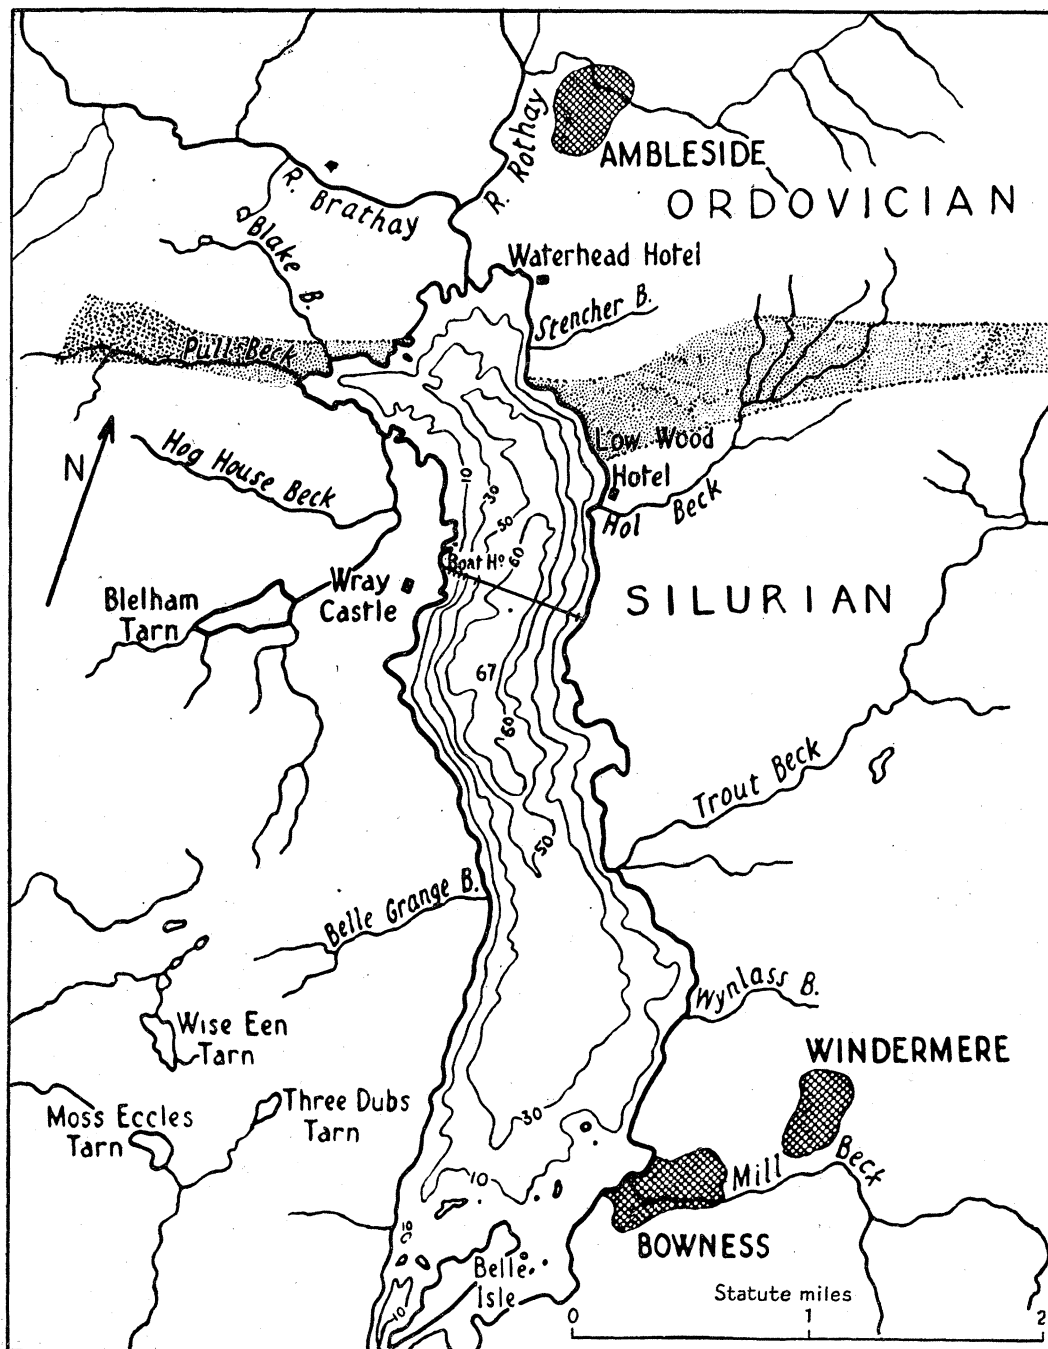 R. Rothay
AMBLESIDE
ORDOVICIAN
R. Brathay
Blake B.
Waterhead Hotel
Stencher B.
Pull Beck
Low Wood
Hotel
N
Hog House Beck
10
30
50
60
Hol Beck
Boat Hº
Wray
Castle
Blelham
Tarn
SILURIAN
67
60
Trout Beck
50
Belle Grange B.
Wynlass B.
Wise Een
Tarn
WINDERMERE
Moss Eccles
Tarn
Three Dubs
Tarn
30
10
Mill Beck
BOWNESS
10
Belle
Isle
10
Statute miles
0 1 2